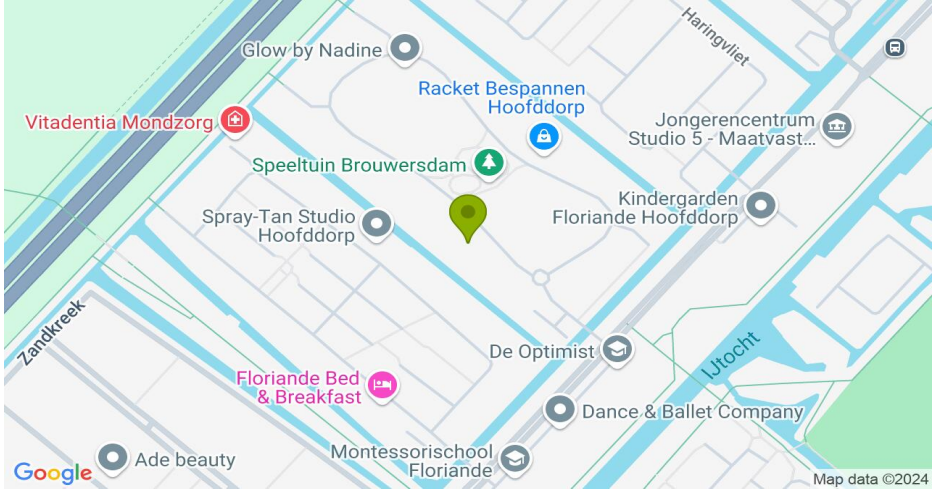 Haringvliet
Glow by Nadine
Racket Bespannen
Hoofddorp
Vitadentia Mondzorg
Jongerencentrum
Studio 5 - Maatvast...
Speeltuin Brouwersdam
Kindergarden
Floriande Hoofddorp
Spray-Tan Studio
Hoofddorp
Zandkreek
De Optimist
IJtocht
Floriande Bed
& Breakfast
Dance & Ballet Company
Montessorischool
Floriande
Ade beauty
Google
Map data ©2024